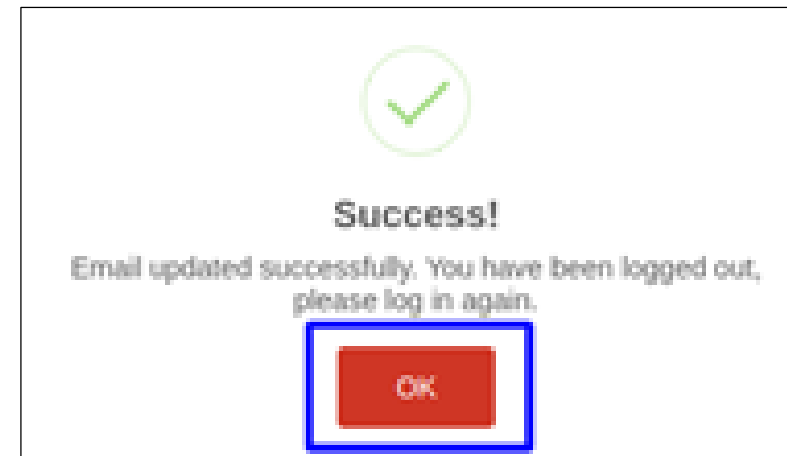 Success!
Email updated successfully. You have been logged out,
please log in again.
OK